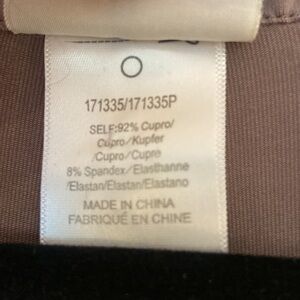 171335/171335P
SELF:92% Cupro/
Cupro/Kupfer
/Cupro/Cupre
8% Spandex/Elasthanne
/Elastan/Elastan/Elastano
MADE IN CHINA
FABRIQUÉ EN CHINE